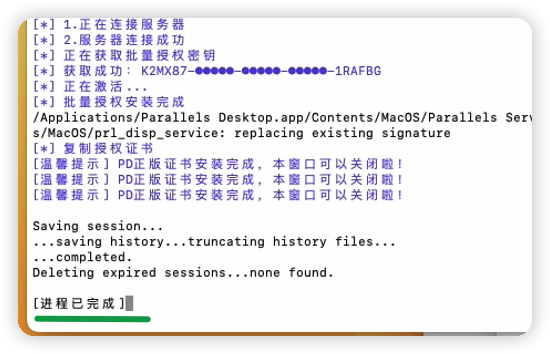 [*] 1.正在连接服务器
[*] 2.服务器连接成功
[*] 正在获取批量授权密钥
[*] 获取成功: K2MX87-●●●●●-●●●●●-●●●●●-1RAFBG
[*] 正在激活...
[*] 批量授权安装完成
/Applications/Parallels Desktop.app/Contents/MacOS/Parallels Serv
s/MacOS/prl_disp_service: replacing existing signature
[*] 复制授权证书
[温馨提示] PD正版证书安装完成, 本窗口可以关闭啦!
[温馨提示] PD正版证书安装完成, 本窗口可以关闭啦!
[温馨提示] PD正版证书安装完成, 本窗口可以关闭啦!
Saving session...
...saving history...truncating history files...
...completed.
Deleting expired sessions...none found.
[进程已完成]